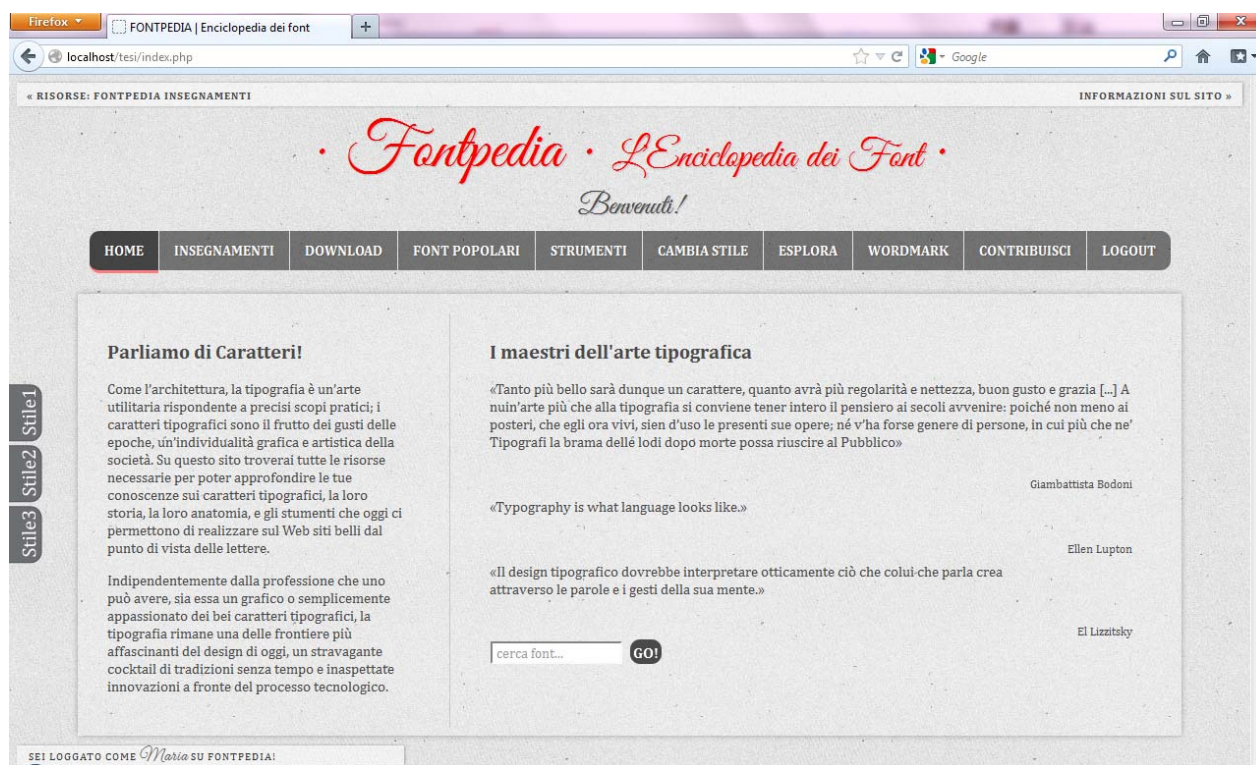 Firefox
FONTPEDIA | Enciclopedia dei font
+
localhost/tesi/index.php
Google
« RISORSE: FONTPEDIA INSEGNAMENTI
INFORMAZIONI SUL SITO »
· Fontpedia · L'Enciclopedia dei Font ·
Benvenuti!
HOME INSEGNAMENTI DOWNLOAD FONT POPOLARI STRUMENTI CAMBIA STILE ESPLORA WORDMARK CONTRIBUISCI LOGOUT
Stile1
Stile2
Stile3
Parliamo di Caratteri!
Come l'architettura, la tipografia è un'arte
utilitaria rispondente a precisi scopi pratici; i
caratteri tipografici sono il frutto dei gusti delle
epoche, un'individualità grafica e artistica della
società. Su questo sito troverai tutte le risorse
necessarie per poter approfondire le tue
conoscenze sui caratteri tipografici, la loro
storia, la loro anatomia, e gli stumenti che oggi ci
permettono di realizzare sul Web siti belli dal
punto di vista delle lettere.
Indipendentemente dalla professione che uno
può avere, sia essa un grafico o semplicemente
appassionato dei bei caratteri tipografici, la
tipografia rimane una delle frontiere più
affascinanti del design di oggi, un stravagante
cocktail di tradizioni senza tempo e inaspettate
innovazioni a fronte del processo tecnologico.
I maestri dell'arte tipografica
«Tanto più bello sarà dunque un carattere, quanto avrà più regolarità e nettezza, buon gusto e grazia [...] A
nuin'arte più che alla tipografia si conviene tener intero il pensiero ai secoli avvenire: poiché non meno ai
posteri, che egli ora vivi, sien d'uso le presenti sue opere; né v'ha forse genere di persone, in cui più che ne'
Tipografi la brama delle lodi dopo morte possa riuscire al Pubblico»
Giambattista Bodoni
«Typography is what language looks like.»
Ellen Lupton
«Il design tipografico dovrebbe interpretare otticamente ciò che colui che parla crea
attraverso le parole e i gesti della sua mente.»
El Lizzitsky
cerca font... GO!
SEI LOGGATO COME Maria SU FONTPEDIA!